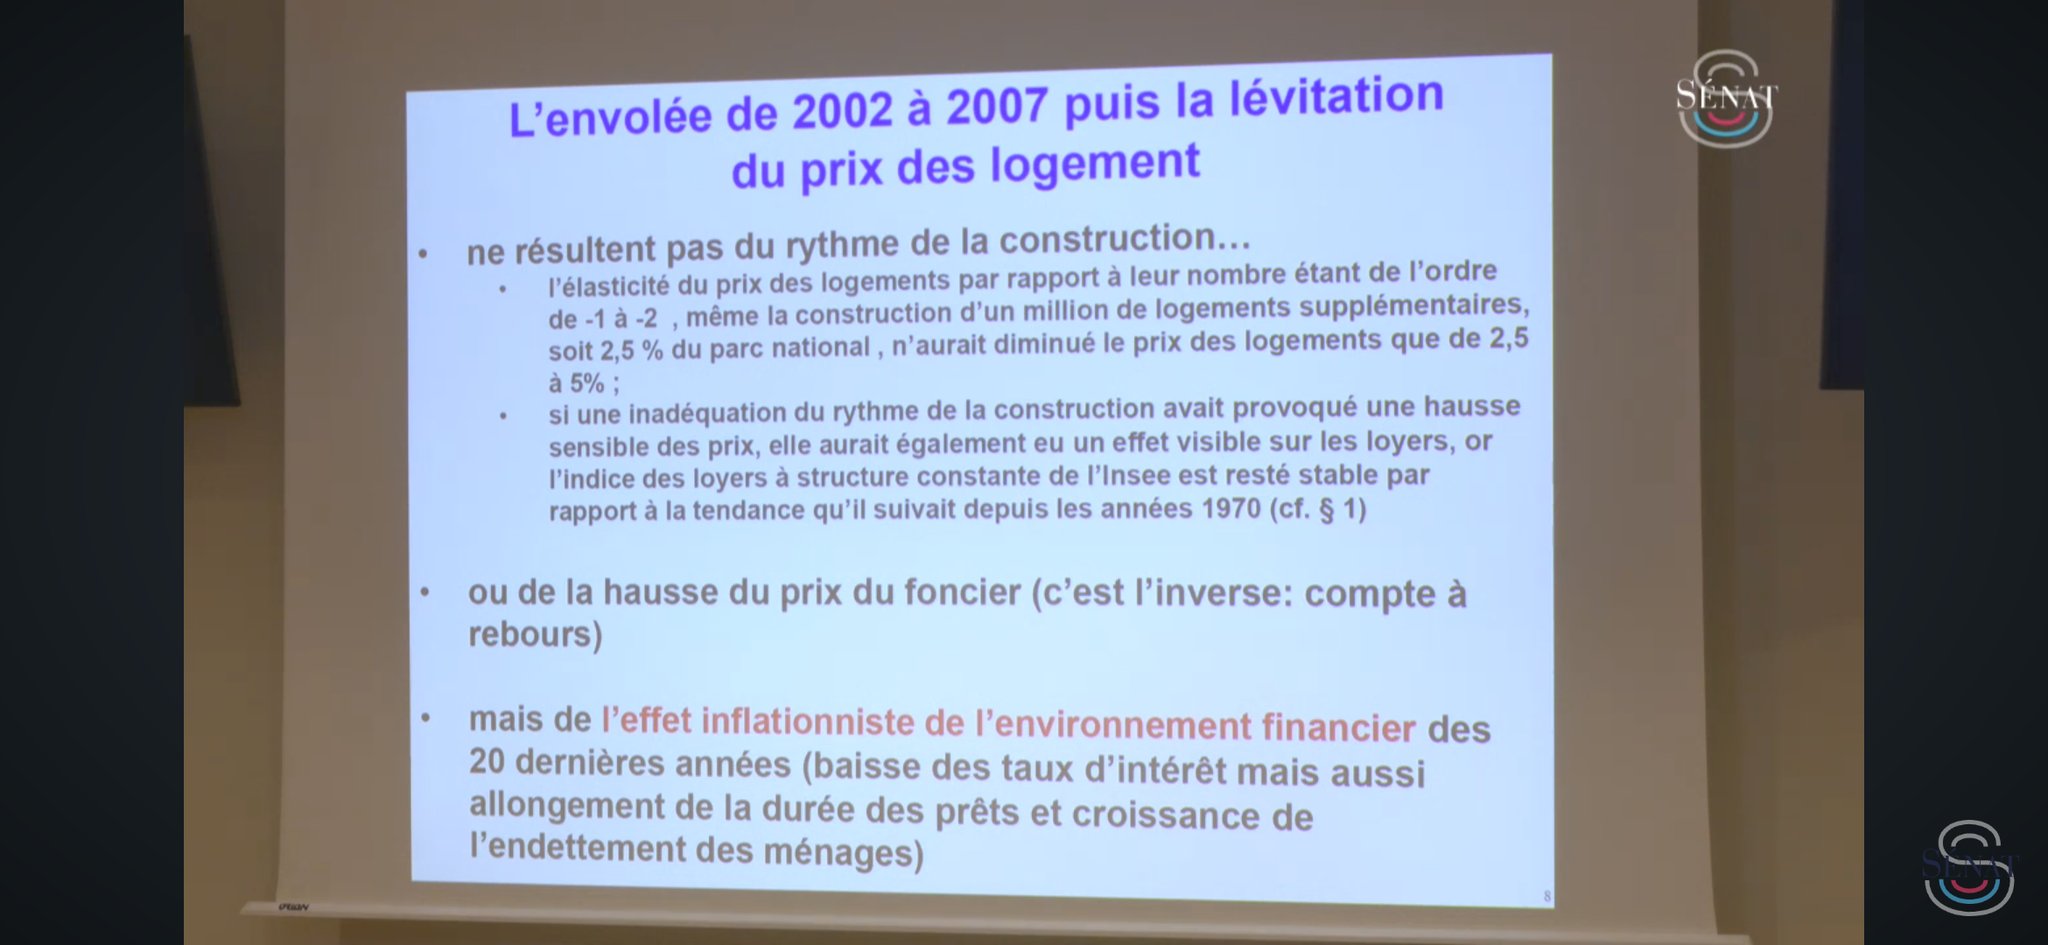 L'envolée de 2002 à 2007 puis la lévitation
du prix des logement
• ne résultent pas du rythme de la construction…
• l'élasticité du prix des logements par rapport à leur nombre étant de l'ordre
de -1 à -2 , même la construction d'un million de logements supplémentaires,
soit 2,5 % du parc national , n'aurait diminué le prix des logements que de 2,5
à 5% ;
• si une inadéquation du rythme de la construction avait provoqué une hausse
sensible des prix, elle aurait également eu un effet visible sur les loyers, or
l'indice des loyers à structure constante de l'Insee est resté stable par
rapport à la tendance qu'il suivait depuis les années 1970 (cf. § 1)
• ou de la hausse du prix du foncier (c'est l'inverse: compte à
rebours)
• mais de l'effet inflationniste de l'environnement financier des
20 dernières années (baisse des taux d'intérêt mais aussi
allongement de la durée des prêts et croissance de
l'endettement des ménages)
8
SÉNAT
SÉNAT